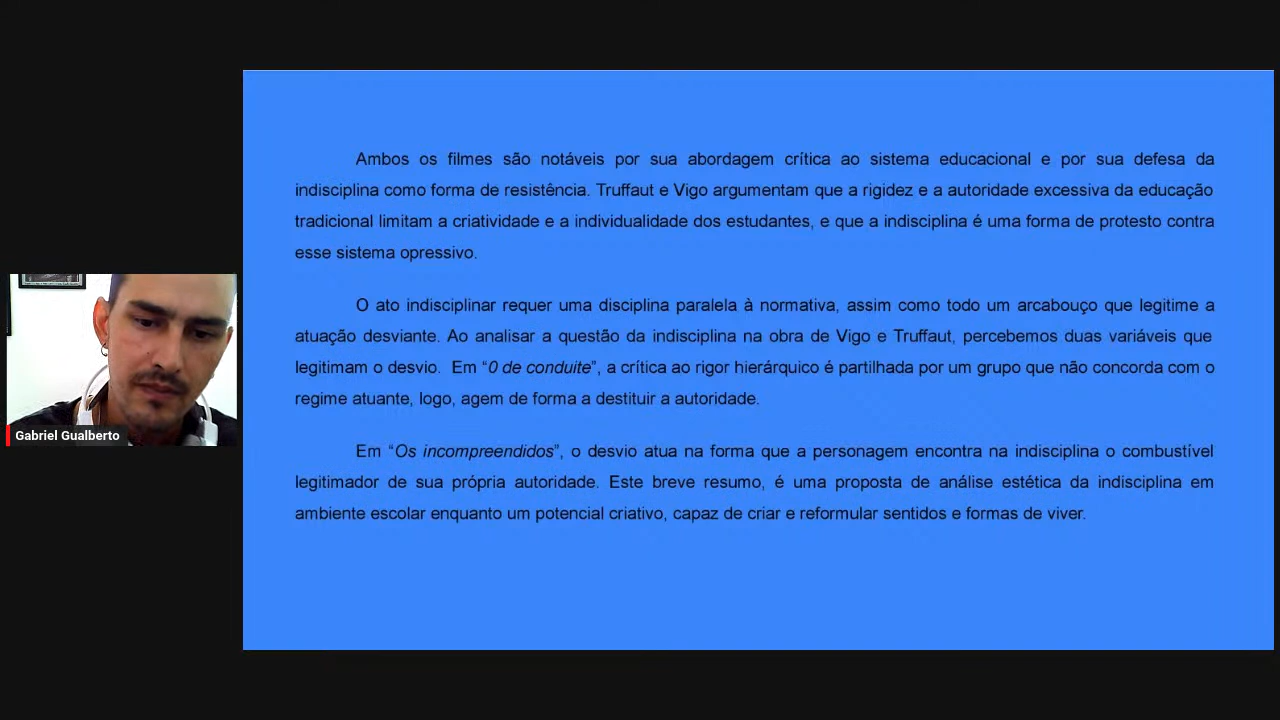 Ambos os filmes são notáveis por sua abordagem crítica ao sistema educacional e por sua defesa da
indisciplina como forma de resistência. Truffaut e Vigo argumentam que a rigidez e a autoridade excessiva da educação
tradicional limitam a criatividade e a individualidade dos estudantes, e que a indisciplina é uma forma de protesto contra
esse sistema opressivo.
O ato indisciplinar requer uma disciplina paralela à normativa, assim como todo um arcabouço que legitime a
atuação desviante. Ao analisar a questão da indisciplina na obra de Vigo e Truffaut, percebemos duas variáveis que
legitimam o desvio. Em “0 de conduite”, a crítica ao rigor hierárquico é partilhada por um grupo que não concorda com o
regime atuante, logo, agem de forma a destituir a autoridade.
Em “Os incompreendidos”, o desvio atua na forma que a personagem encontra na indisciplina o combustível
legitimador de sua própria autoridade. Este breve resumo, é uma proposta de análise estética da indisciplina em
ambiente escolar enquanto um potencial criativo, capaz de criar e reformular sentidos e formas de viver.
Gabriel Gualberto